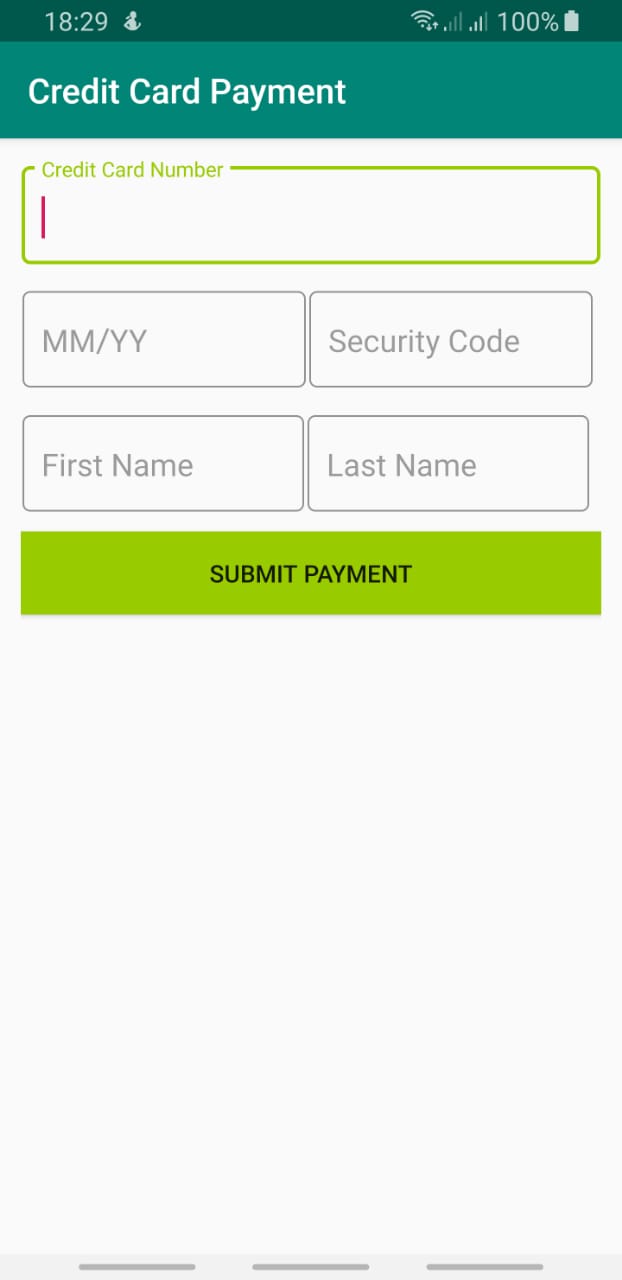 18:29 100%
Credit Card Payment
Credit Card Number
MM/YY Security Code
First Name Last Name
SUBMIT PAYMENT